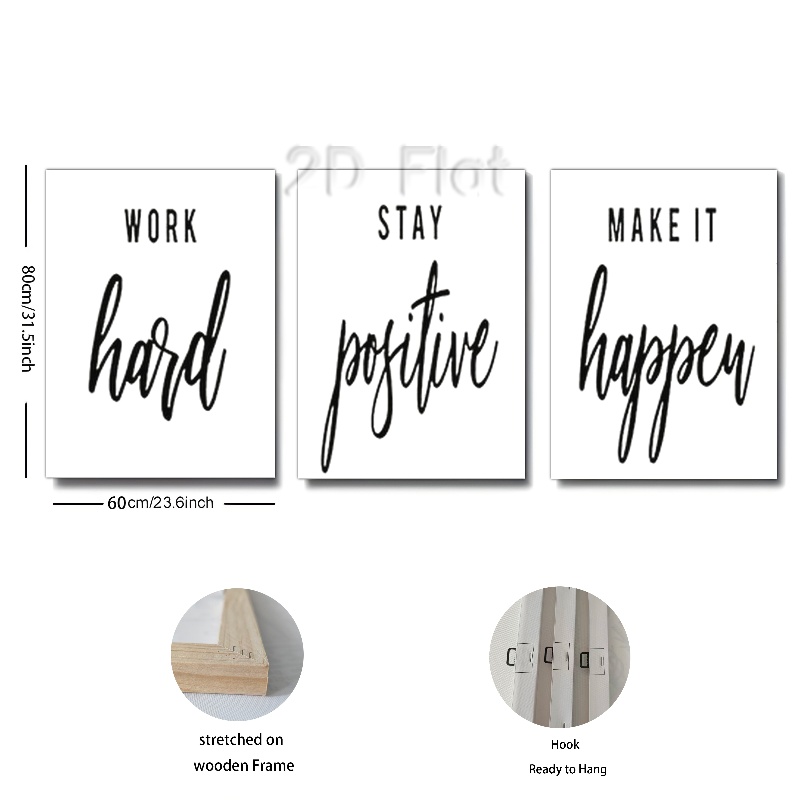 2D Flat
WORK
hard
STAY
positive
MAKE IT
happen
80cm/31.5inch
60cm/23.6inch
stretched on
wooden Frame
Hook
Ready to Hang